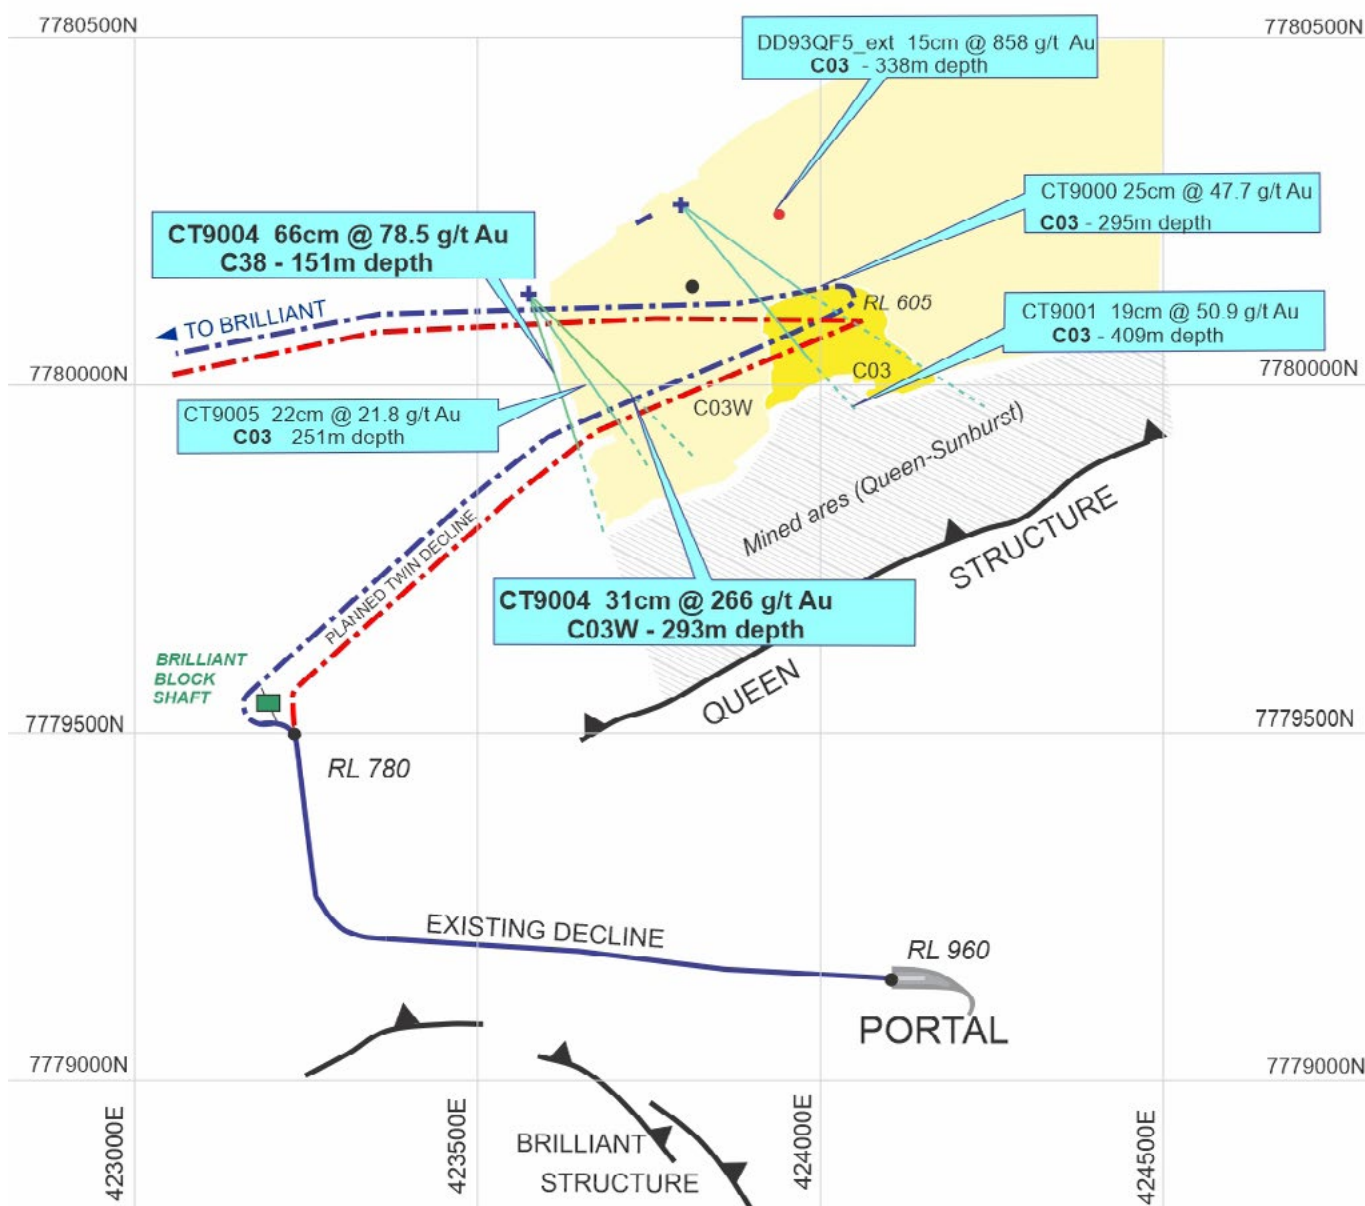 7780500N
7780500N
DD93QF5_ext 15cm @ 858 g/t Au
C03 - 338m depth
CT9000 25cm @ 47.7 g/t Au
C03 - 295m depth
CT9004 66cm @ 78.5 g/t Au
C38 - 151m depth
TO BRILLIANT
RL 605
CT9001 19cm @ 50.9 g/t Au
C03 - 409m depth
7780000N
7780000N
C03
C03W
CT9005 22cm @ 21.8 g/t Au
C03 251m depth
Mined ares (Queen-Sunburst)
PLANNED TWIN DECLINE
CT9004 31cm @ 266 g/t Au
C03W - 293m depth
QUEEN
STRUCTURE
BRILLIANT
BLOCK
SHAFT
7779500N
7779500N
RL 780
EXISTING DECLINE
RL 960
PORTAL
7779000N
7779000N
BRILLIANT
STRUCTURE
423000E
423500E
424000E
424500E